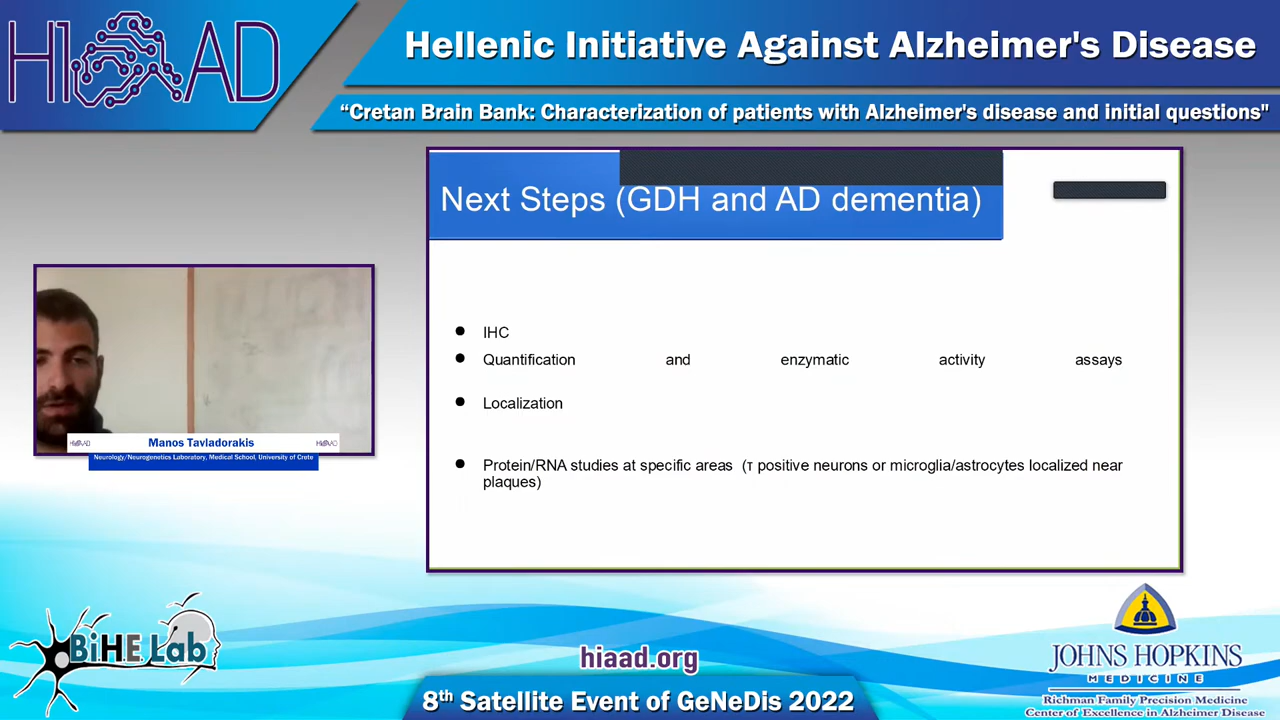 HIAAD
Hellenic Initiative Against Alzheimer's Disease
“Cretan Brain Bank: Characterization of patients with Alzheimer's disease and initial questions"
Next Steps (GDH and AD dementia)
● IHC
● Quantification and enzymatic activity assays
● Localization
● Protein/RNA studies at specific areas (τ positive neurons or microglia/astrocytes localized near
plaques)
HIAAD Manos Tavladorakis HIAAD
Neurology/Neurogenetics Laboratory, Medical School, University of Crete
BiHE Lab
hiaad.org
8th Satellite Event of GeNeDis 2022
JOHNS HOPKINS
MEDICINE
Richman Family Precision Medicine
Center of Excellence in Alzheimer Disease